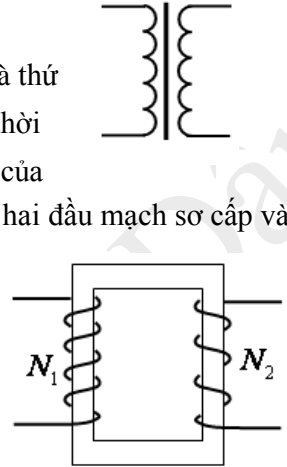 à thứ
hời
của
hai đầu mạch sơ cấp và
N₁
N₂